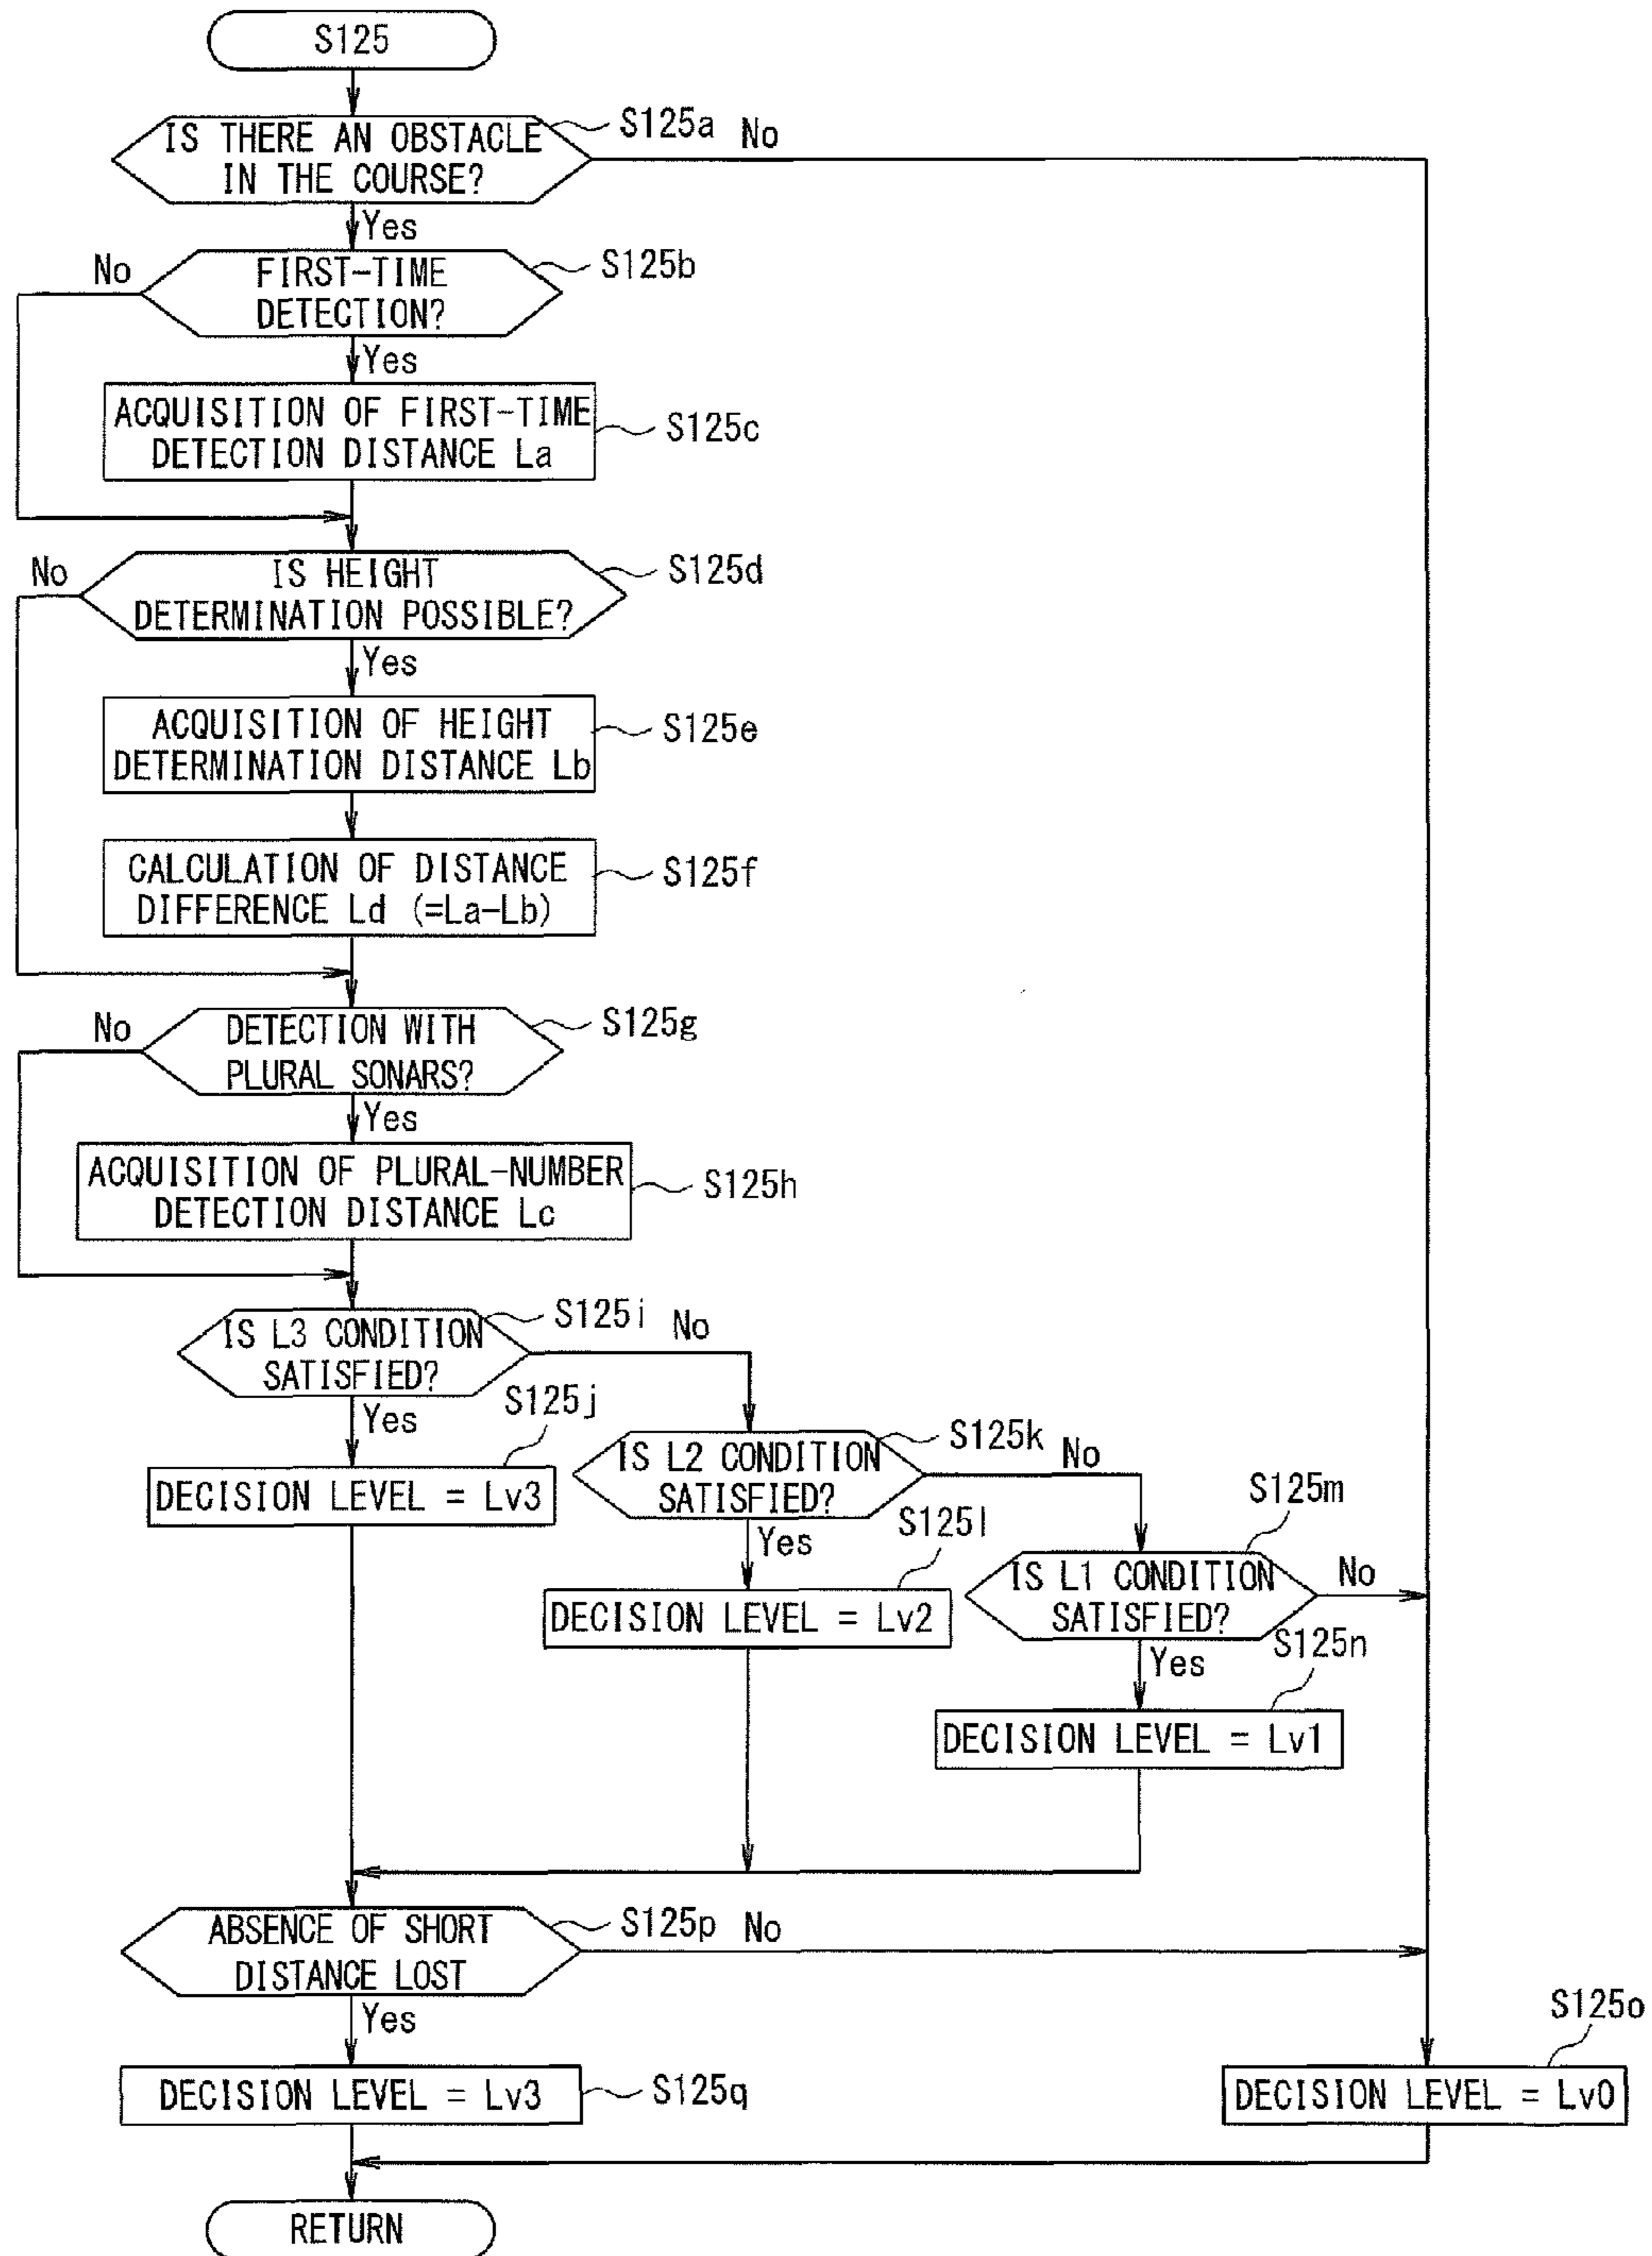 S125
IS THERE AN OBSTACLE
IN THE COURSE?
S125a
No
Yes
FIRST-TIME
DETECTION?
S125b
No
Yes
ACQUISITION OF FIRST-TIME
DETECTION DISTANCE La
S125c
IS HEIGHT
DETERMINATION POSSIBLE?
S125d
No
Yes
ACQUISITION OF HEIGHT
DETERMINATION DISTANCE Lb
S125e
CALCULATION OF DISTANCE
DIFFERENCE Ld (=La-Lb)
S125f
DETECTION WITH
PLURAL SONARS?
S125g
No
Yes
ACQUISITION OF PLURAL-NUMBER
DETECTION DISTANCE Lc
S125h
IS L3 CONDITION
SATISFIED?
S125i
No
Yes
S125j
DECISION LEVEL = Lv3
IS L2 CONDITION
SATISFIED?
S125k
No
Yes
S125l
DECISION LEVEL = Lv2
S125m
IS L1 CONDITION
SATISFIED?
No
Yes
S125n
DECISION LEVEL = Lv1
ABSENCE OF SHORT
DISTANCE LOST
S125p
No
Yes
DECISION LEVEL = Lv3
S125q
S125o
DECISION LEVEL = Lv0
RETURN